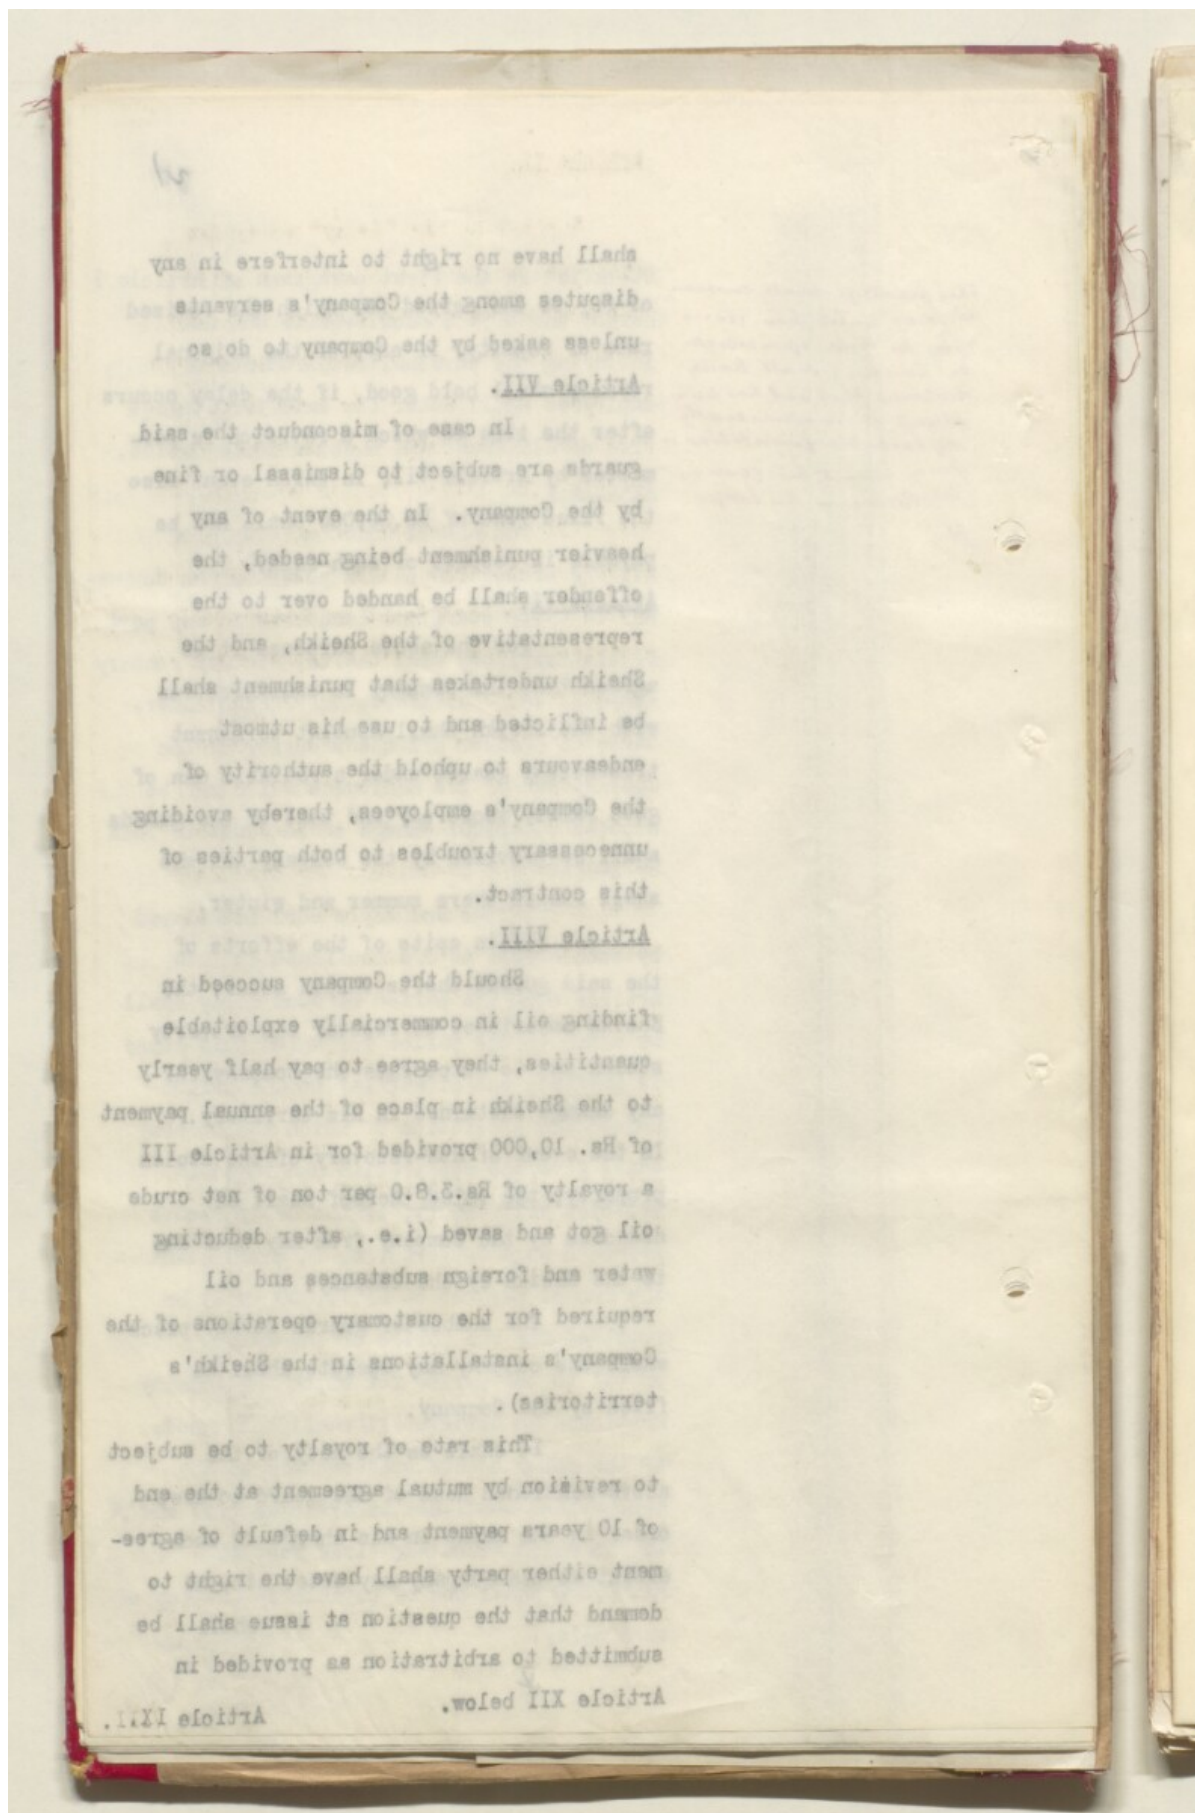 shall have no right to interfere in any
disputes among the Company's servants
unless asked by the Company to do so
Article VII.
In case of misconduct the said
guards are subject to dismissal or fine
by the Company. In the event of any
heavier punishment being needed, the
offender shall be handed over to the
representative of the Sheikh, and the
Sheikh undertakes that punishment shall
be inflicted and to use his utmost
endeavours to uphold the authority of
the Company's employees, thereby avoiding
unnecessary troubles to both parties of
this contract.
Article VIII.
Should the Company succeed in
finding oil in commercially exploitable
quantities, they agree to pay half yearly
to the Sheikh in place of the annual payment
of Rs. 10,000 provided for in Article III
a royalty of Rs.3.8.0 per ton of net crude
oil got and saved (i.e., after deducting
water and foreign substances and oil
required for the customary operations of the
Company's installations in the Sheikh's
territories).
This rate of royalty to be subject
to revision by mutual agreement at the end
of 10 years payment and in default of agree-
ment either party shall have the right to
demand that the question at issue shall be
submitted to arbitration as provided in
Article XII below.
Article